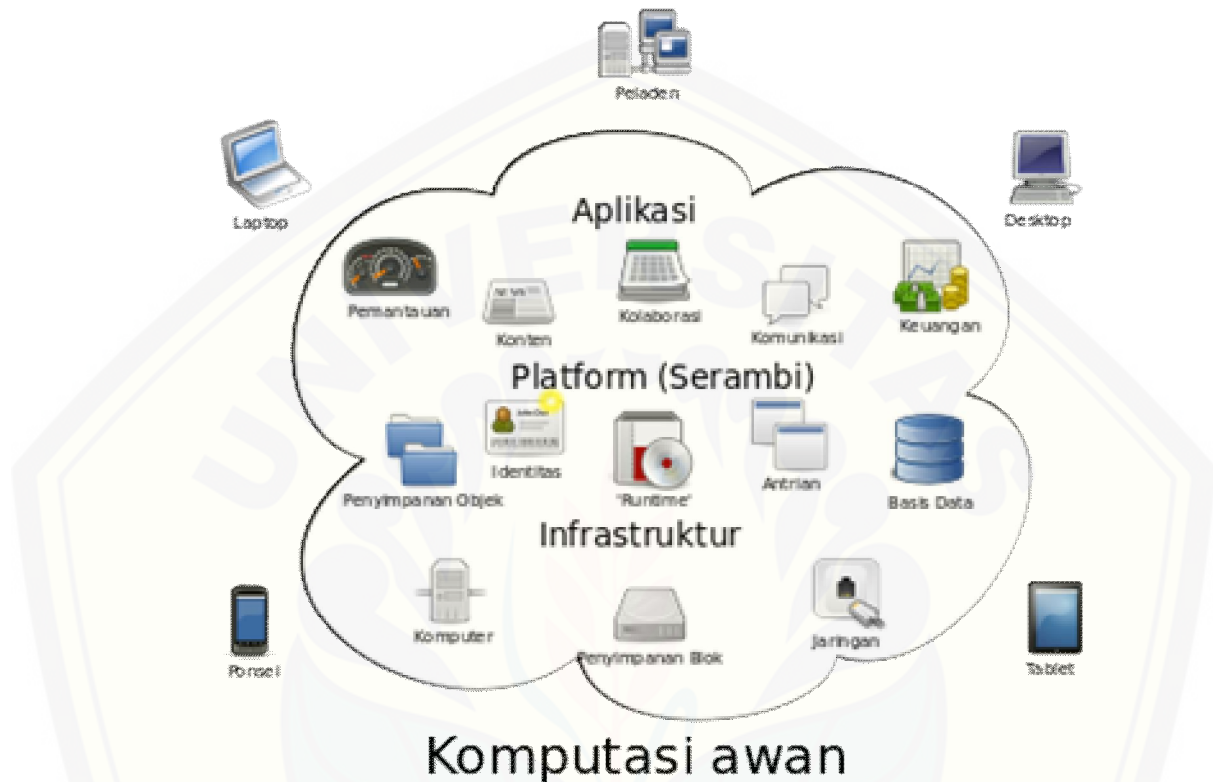 Peladen
Laptop
Desktop
Aplikasi
Pemantauan
Konten
Kolaborasi
Komunikasi
Keuangan
Platform (Serambi)
Penyimpanan Objek
Identitas
"Runtime"
Antrian
Basis Data
Infrastruktur
Komputer
Penyimpanan Blok
Jaringan
Ponsel
Tablet
Komputasi awan
UNIVERSITAS